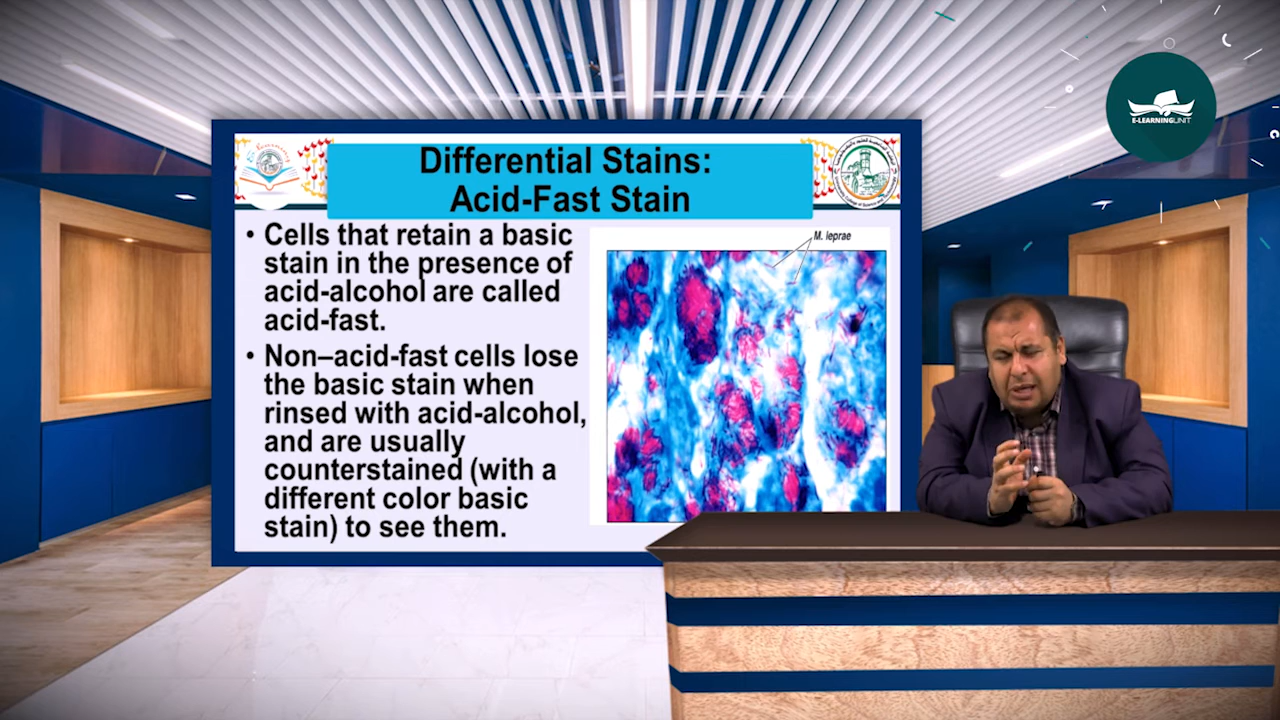 E-LEARNINGUNIT
Differential Stains:
Acid-Fast Stain
• Cells that retain a basic
stain in the presence of
acid-alcohol are called
acid-fast.
• Non–acid-fast cells lose
the basic stain when
rinsed with acid-alcohol,
and are usually
counterstained (with a
different color basic
stain) to see them.
M. leprae